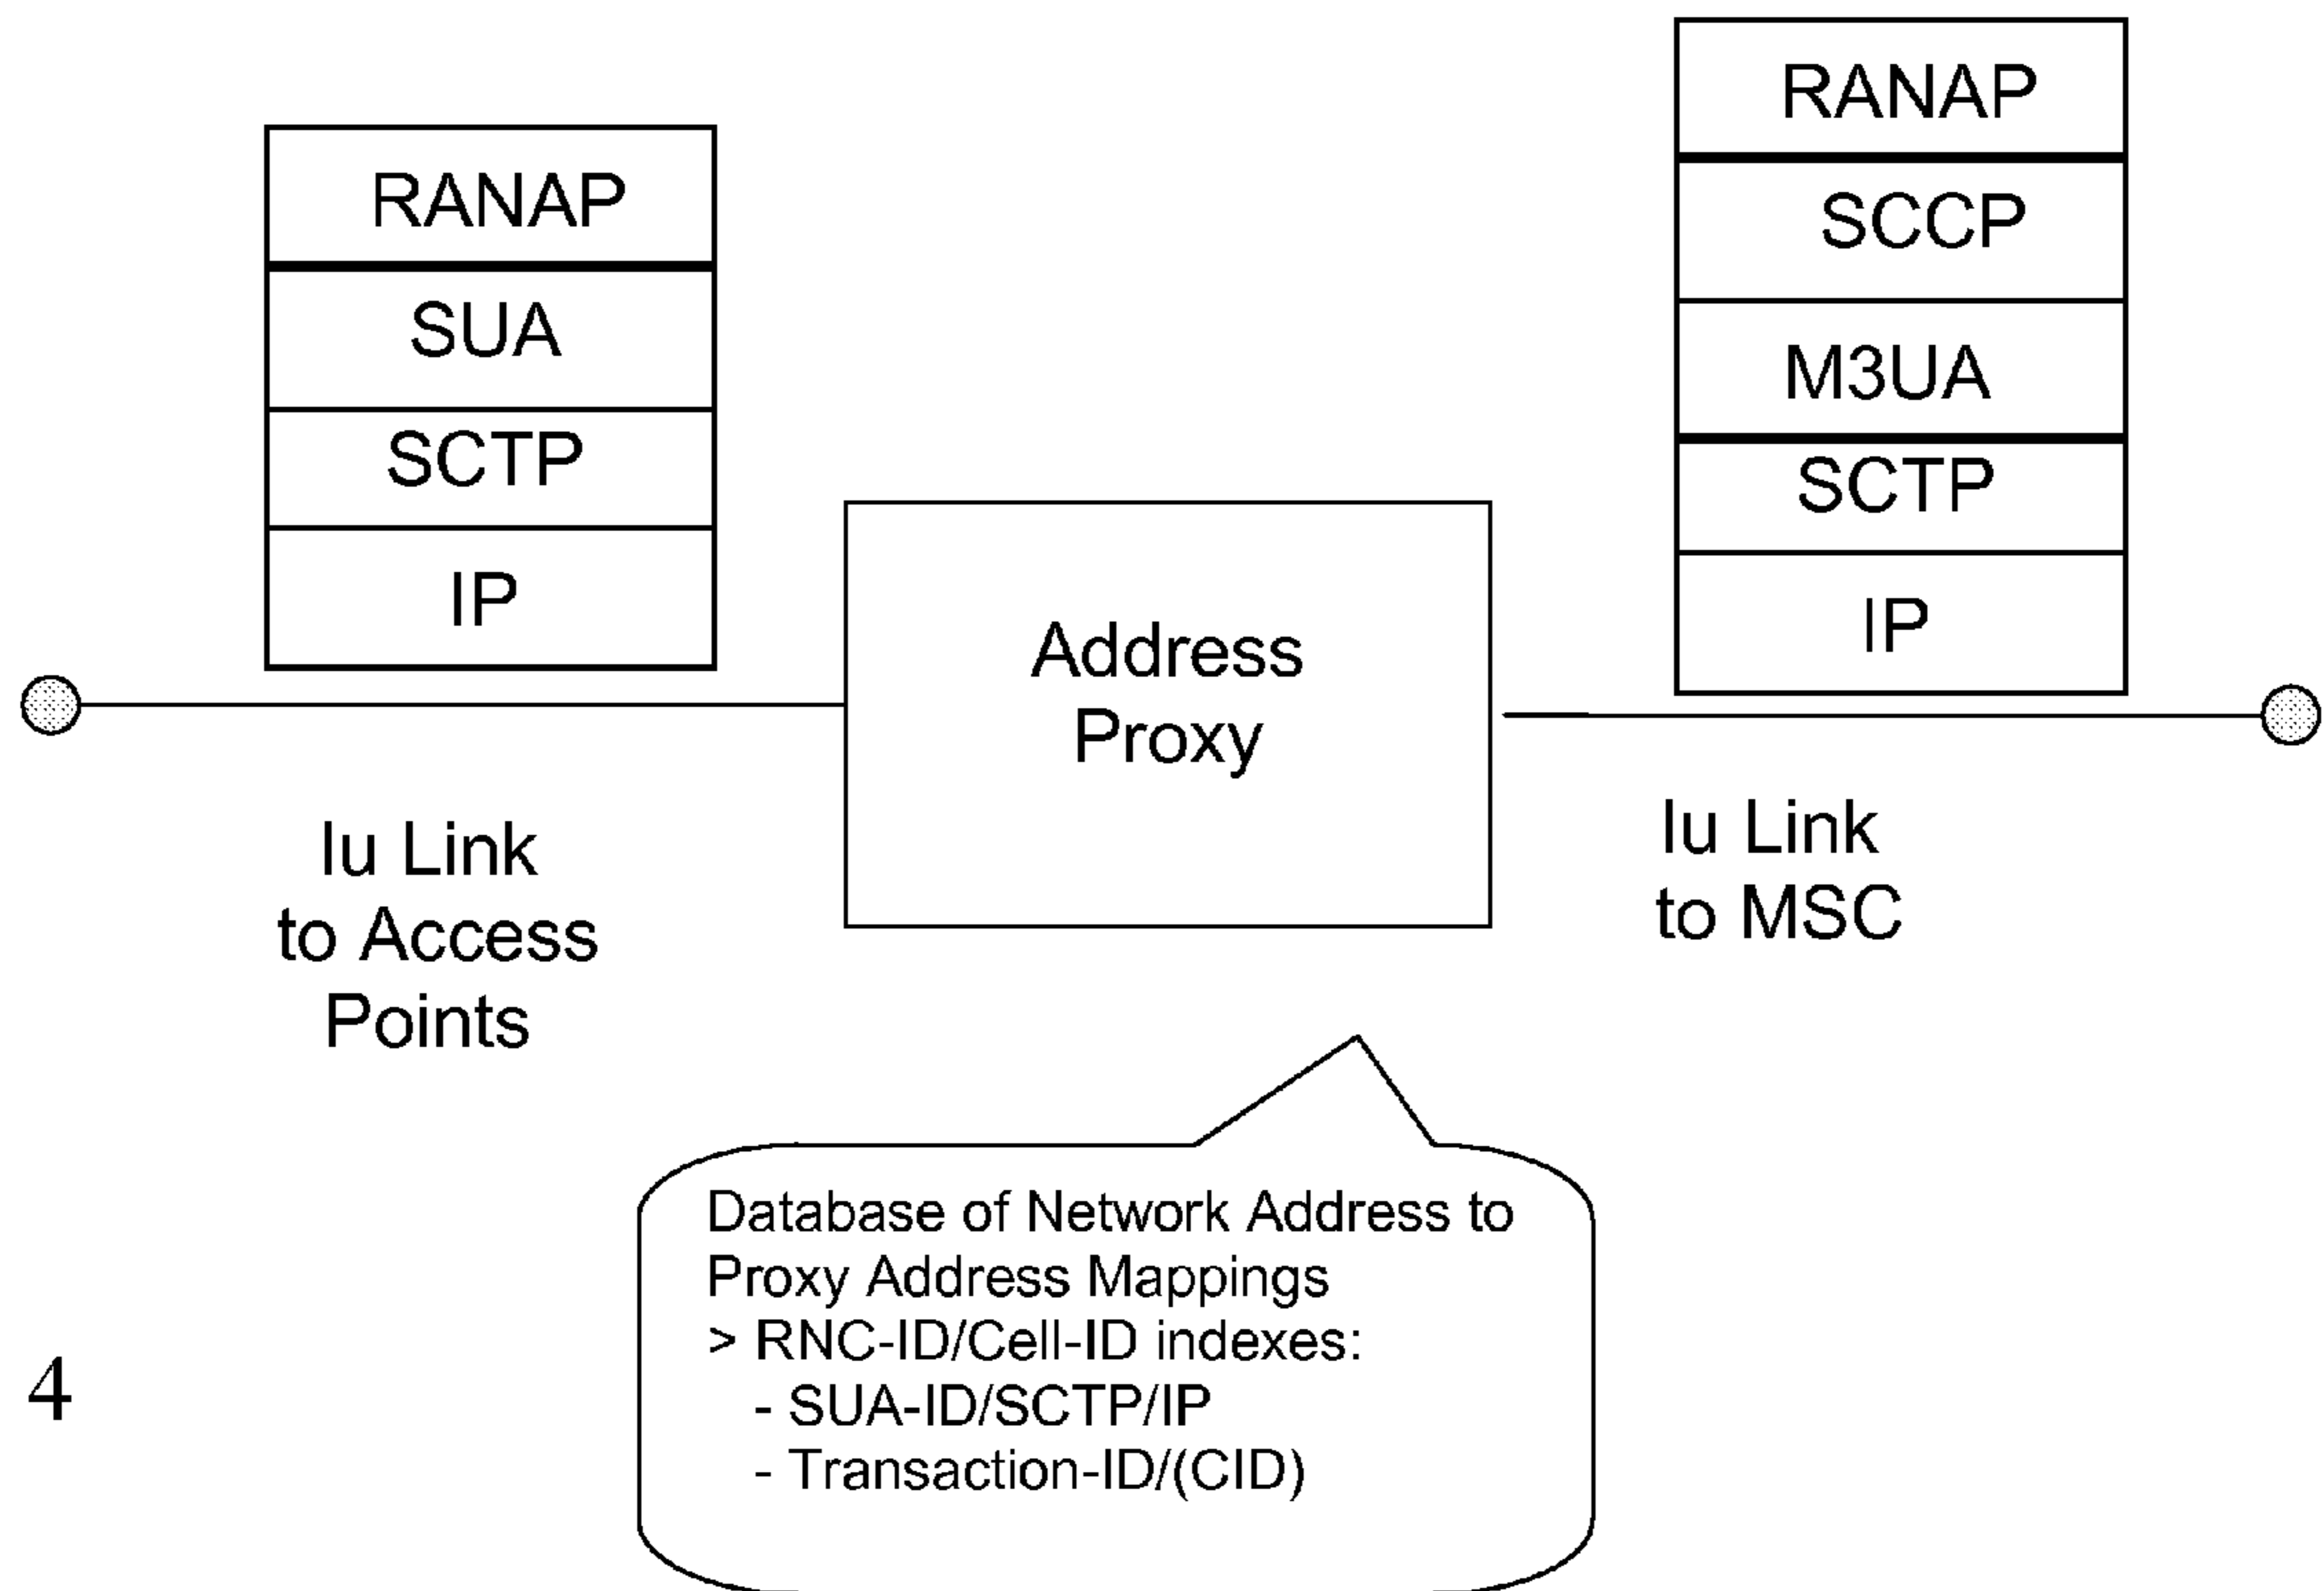 RANAP
SUA
SCTP
IP
RANAP
SCCP
M3UA
SCTP
IP
Address
Proxy
Iu Link
to Access
Points
Iu Link
to MSC
Database of Network Address to
Proxy Address Mappings
> RNC-ID/Cell-ID indexes:
- SUA-ID/SCTP/IP
- Transaction-ID/(CID)
4